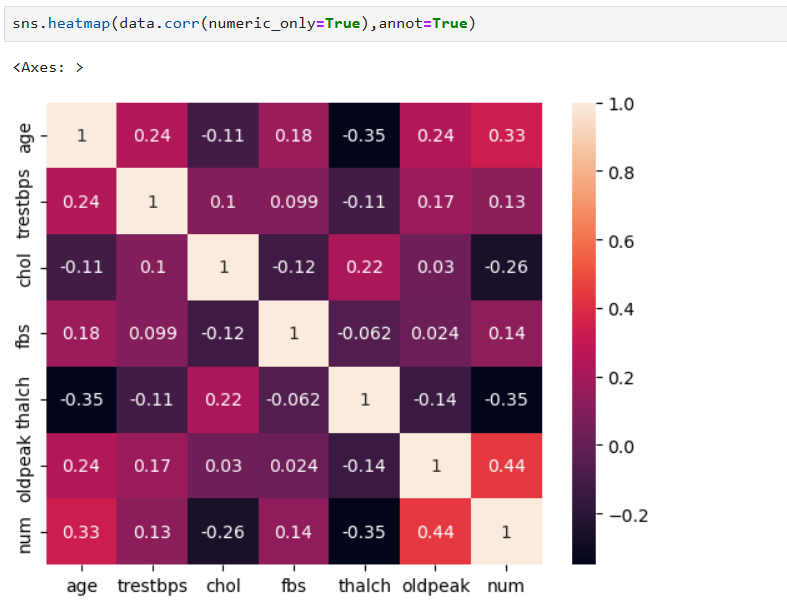 sns.heatmap(data.corr(numeric_only=True),annot=True)
<Axes: >
age 1 0.24 -0.11 0.18 -0.35 0.24 0.33
trestbps 0.24 1 0.1 0.099 -0.11 0.17 0.13
chol -0.11 0.1 1 -0.12 0.22 0.03 -0.26
fbs 0.18 0.099 -0.12 1 -0.062 0.024 0.14
thalch -0.35 -0.11 0.22 -0.062 1 -0.14 -0.35
oldpeak 0.24 0.17 0.03 0.024 -0.14 1 0.44
num 0.33 0.13 -0.26 0.14 -0.35 0.44 1
age trestbps chol fbs thalch oldpeak num
1.0
0.8
0.6
0.4
0.2
0.0
−0.2